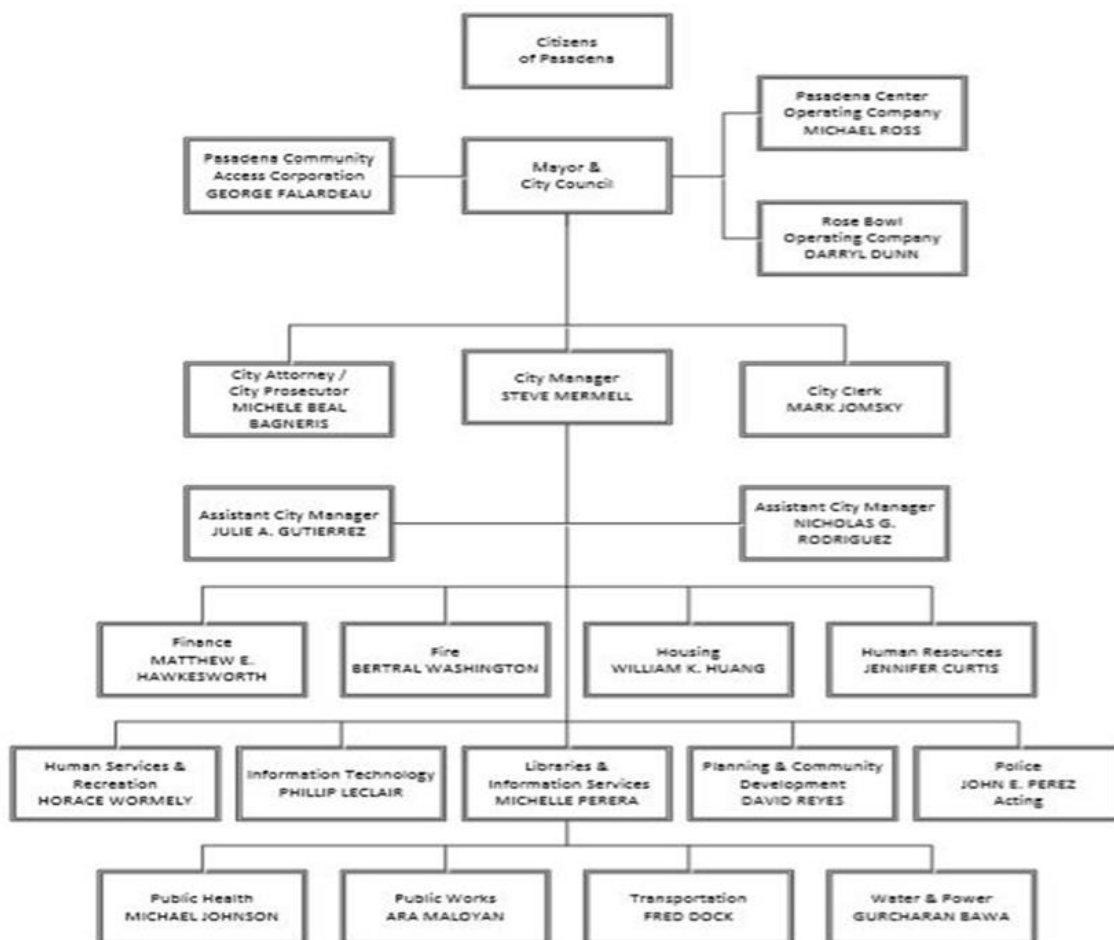 Citizens
of Pasadena
Pasadena Center
Operating Company
MICHAEL ROSS
Pasadena Community
Access Corporation
GEORGE FALARDEAU
Mayor &
City Council
Rose Bowl
Operating Company
DARRYL DUNN
City Attorney /
City Prosecutor
MICHELE BEAL
BAGNERIS
City Manager
STEVE MERMELL
City Clerk
MARK JOMSKY
Assistant City Manager
JULIE A. GUTIERREZ
Assistant City Manager
NICHOLAS G.
RODRIGUEZ
Finance
MATTHEW E.
HAWKESWORTH
Fire
BERTRAL WASHINGTON
Housing
WILLIAM K. HUANG
Human Resources
JENNIFER CURTIS
Human Services &
Recreation
HORACE WORMELY
Information Technology
PHILLIP LECLAIR
Libraries &
Information Services
MICHELLE PERERA
Planning & Community
Development
DAVID REYES
Police
JOHN E. PEREZ
Acting
Public Health
MICHAEL JOHNSON
Public Works
ARA MALOYAN
Transportation
FRED DOCK
Water & Power
GURCHARAN BAWA